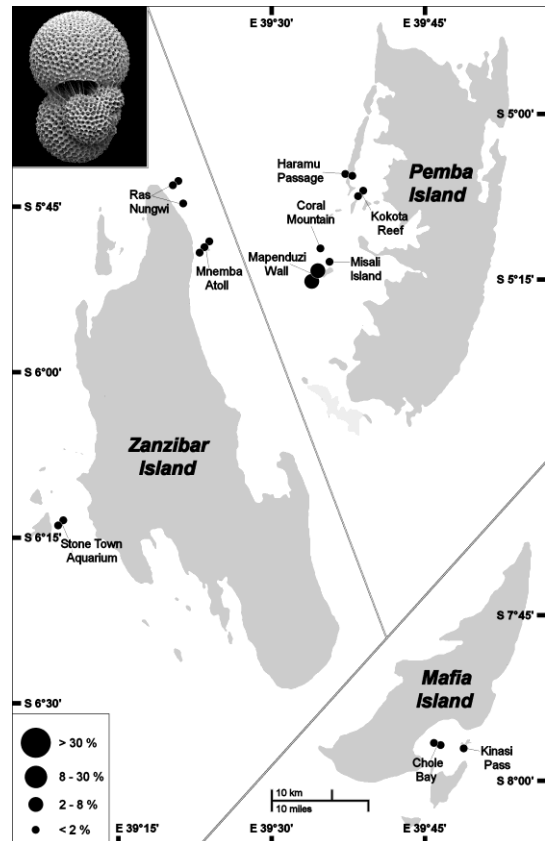 E 39°30'
E 39°45'
S 5°00'
Haramu
Passage
Pemba
Island
Ras
Nungwi
S 5°45'
Coral
Mountain
Kokota
Reef
Mnemba
Atoll
Mapenduzi
Wall
Misali
Island
S 5°15'
S 6°00'
Zanzibar
Island
S 6°15'
Stone Town
Aquarium
S 7°45'
Mafia
Island
S 6°30'
> 30 %
8 - 30 %
2 - 8 %
< 2 %
Chole
Bay
Kinasi
Pass
S 8°00'
10 km
10 miles
E 39°15'
E 39°30'
E 39°45'